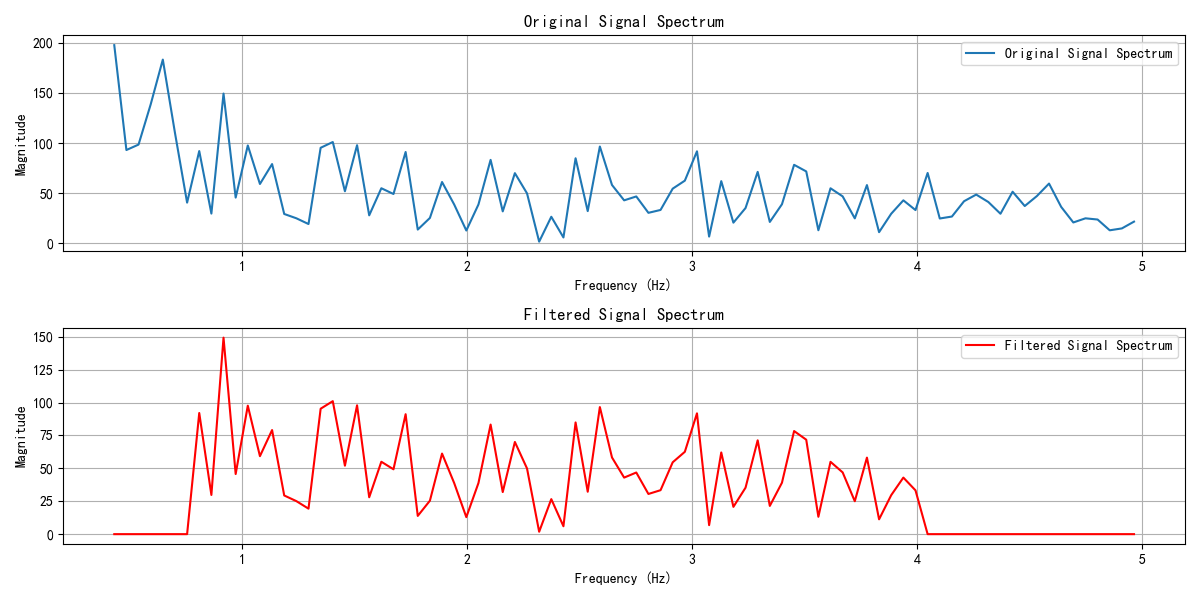 Original Signal Spectrum
200
150
100
50
0
Magnitude
Original Signal Spectrum
1 2 3 4 5
Frequency (Hz)
Filtered Signal Spectrum
150
125
100
75
50
25
0
Magnitude
Filtered Signal Spectrum
1 2 3 4 5
Frequency (Hz)